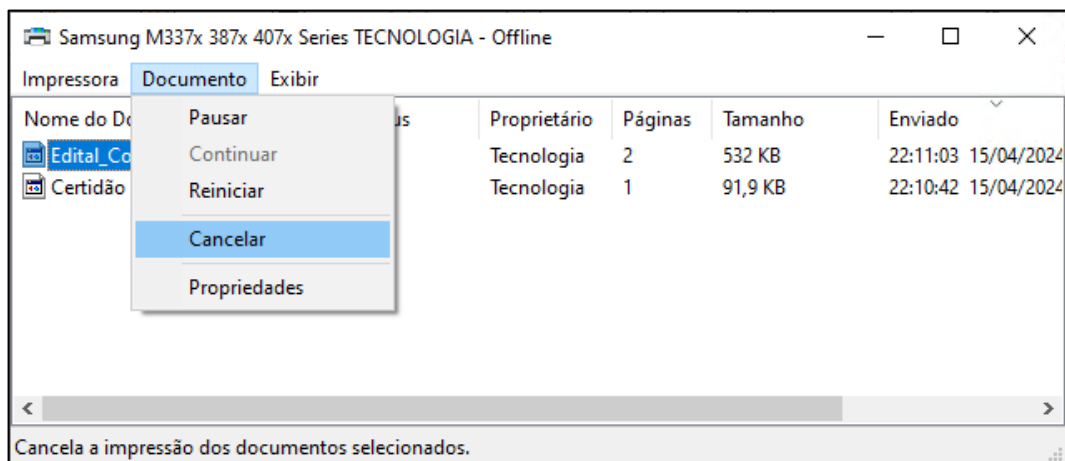 Samsung M337x 387x 407x Series TECNOLOGIA - Offline
Impressora Documento Exibir
Nome do Proprietário Páginas Tamanho Enviado
Pausar
Edital_Co Tecnologia 2 532 KB 22:11:03 15/04/2024
Continuar
Certidão Tecnologia 1 91,9 KB 22:10:42 15/04/2024
Reiniciar
Cancelar
Propriedades
Cancela a impressão dos documentos selecionados.